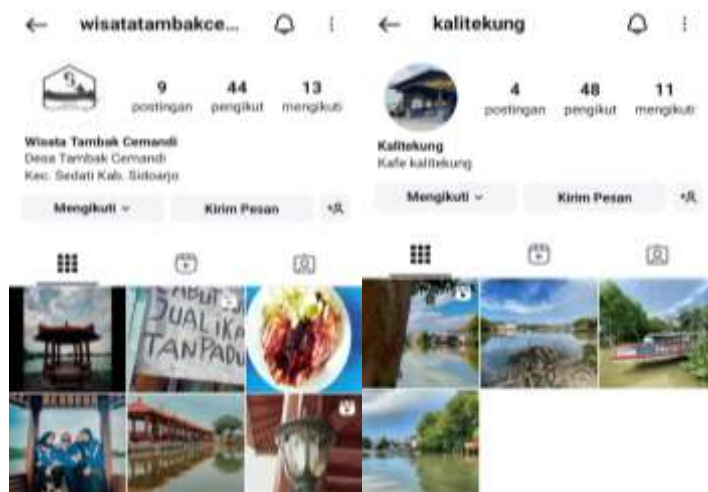 wisatatambakce...
9 44 13
postingan pengikut mengikuti
Wisata Tambak Cemandi
Desa Tambak Cemandi
Kec. Sedati Kab. Sidoarjo
Mengikuti Kirim Pesan
JUAL IKA
TANPADU
kalitekung
4 48 11
postingan pengikut mengikuti
Kalitekung
Kafe kalitekung
Mengikuti Kirim Pesan